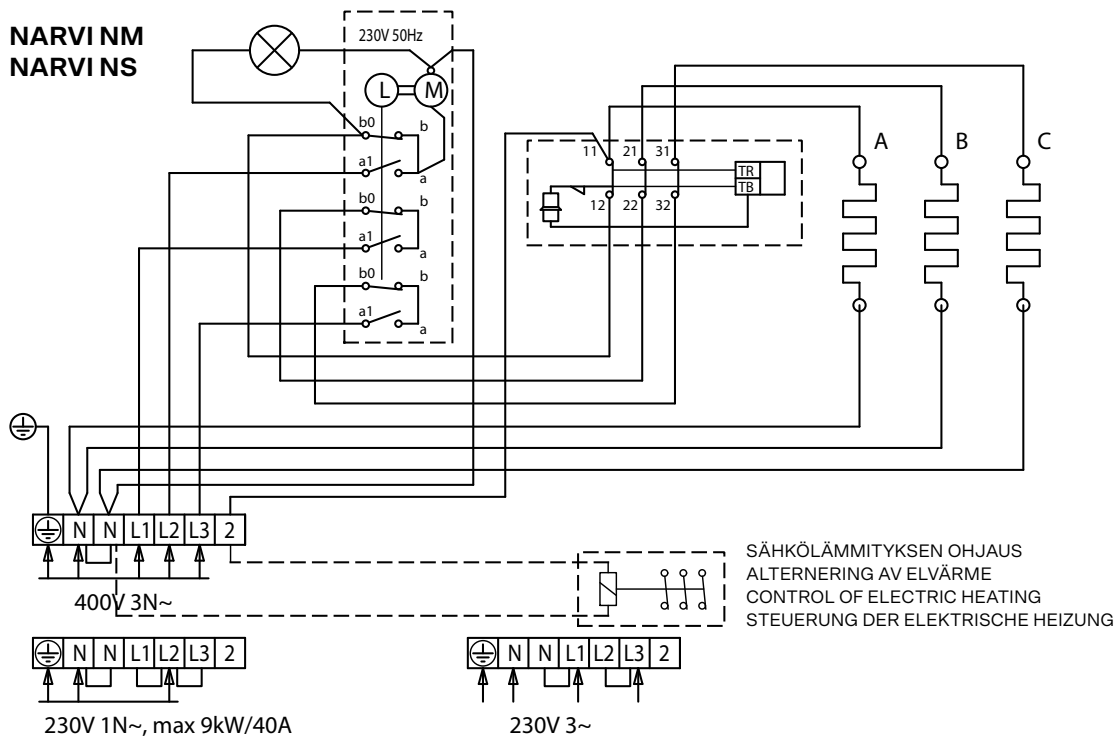 NARVI NM
NARVI NS
230V 50Hz
L
M
b0
b
a1
a
b0
b
a1
a
b0
b
a1
a
11
21
31
TR
TB
12
22
32
A
B
C
N
N
L1
L2
L3
2
400V 3N~
SÄHKÖLÄMMITYKSEN OHJAUS
ALTERNERING AV ELVÄRME
CONTROL OF ELECTRIC HEATING
STEUERUNG DER ELEKTRISCHE HEIZUNG
N
N
L1
L2
L3
2
230V 1N~, max 9kW/40A
N
N
L1
L2
L3
2
230V 3~